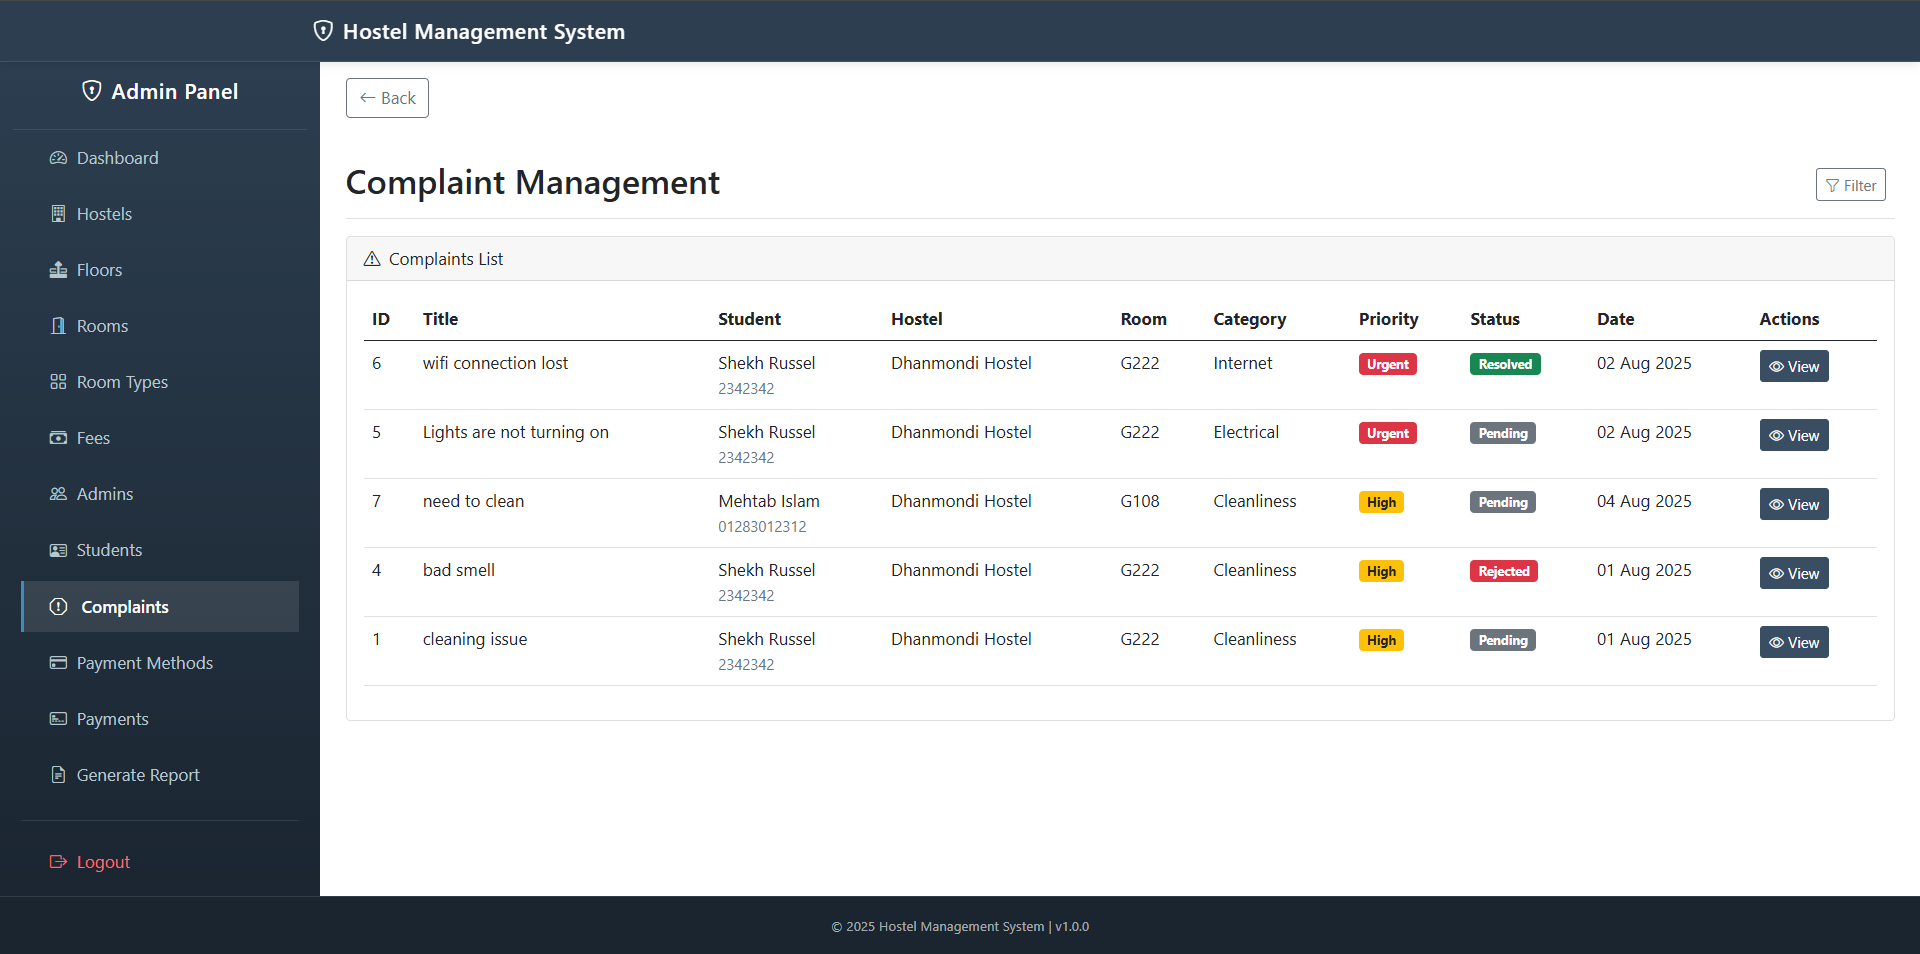 Hostel Management System
Admin Panel
Dashboard
Hostels
Floors
Rooms
Room Types
Fees
Admins
Students
Complaints
Payment Methods
Payments
Generate Report
Logout
← Back
Complaint Management
Filter
Complaints List
ID Title Student Hostel Room Category Priority Status Date Actions
6 wifi connection lost Shekh Russel Dhanmondi Hostel G222 Internet Urgent Resolved 02 Aug 2025 View
2342342
5 Lights are not turning on Shekh Russel Dhanmondi Hostel G222 Electrical Urgent Pending 02 Aug 2025 View
2342342
7 need to clean Mehtab Islam Dhanmondi Hostel G108 Cleanliness High Pending 04 Aug 2025 View
01283012312
4 bad smell Shekh Russel Dhanmondi Hostel G222 Cleanliness High Rejected 01 Aug 2025 View
2342342
1 cleaning issue Shekh Russel Dhanmondi Hostel G222 Cleanliness High Pending 01 Aug 2025 View
2342342
© 2025 Hostel Management System | v1.0.0